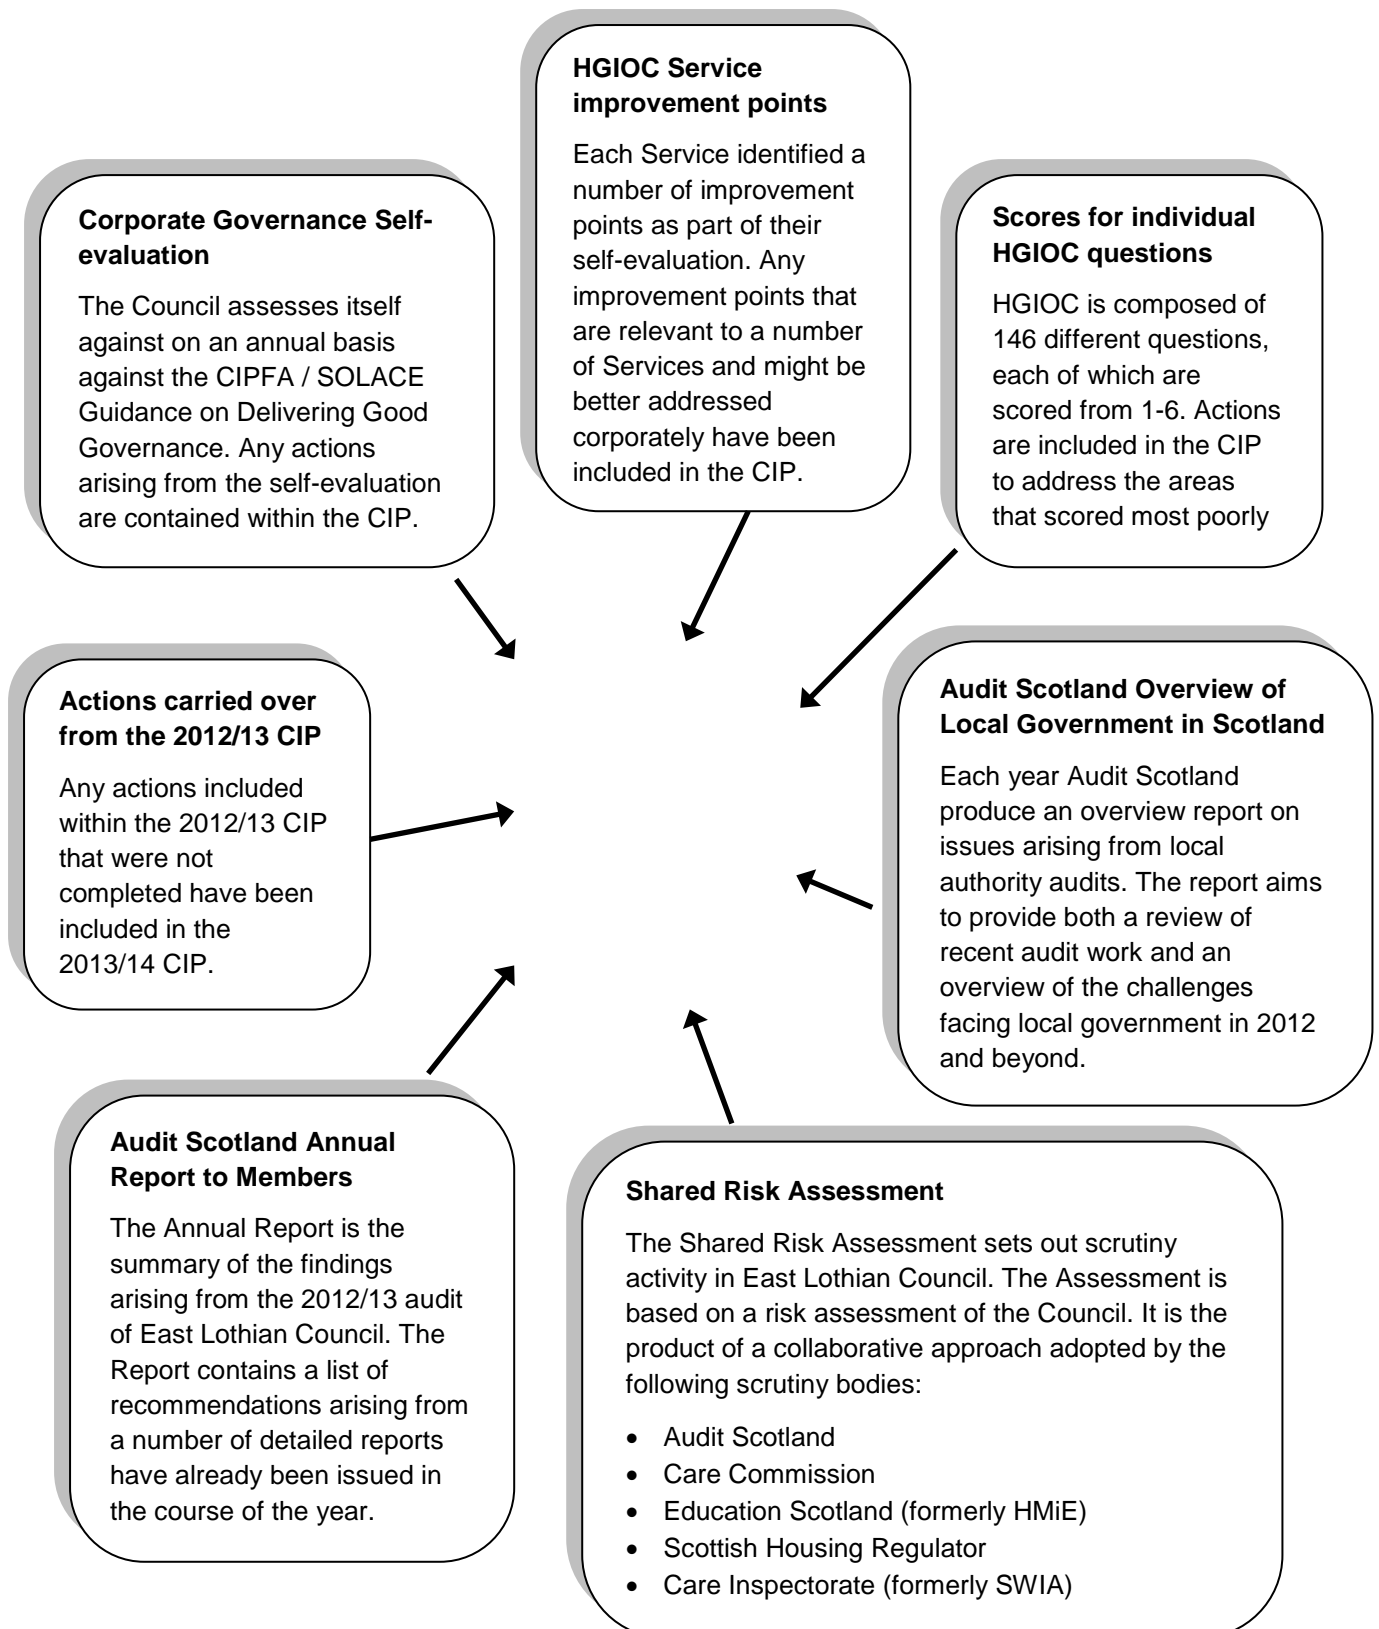 HGIOC Service
improvement points
Each Service identified a
number of improvement
points as part of their
self-evaluation. Any
improvement points that
are relevant to a number
of Services and might be
better addressed
corporately have been
included in the CIP.
Corporate Governance Self-
evaluation
The Council assesses itself
against on an annual basis
against the CIPFA / SOLACE
Guidance on Delivering Good
Governance. Any actions
arising from the self-evaluation
are contained within the CIP.
Scores for individual
HGIOC questions
HGIOC is composed of
146 different questions,
each of which are
scored from 1-6. Actions
are included in the CIP
to address the areas
that scored most poorly
Actions carried over
from the 2012/13 CIP
Any actions included
within the 2012/13 CIP
that were not
completed have been
included in the
2013/14 CIP.
Audit Scotland Overview of
Local Government in Scotland
Each year Audit Scotland
produce an overview report on
issues arising from local
authority audits. The report aims
to provide both a review of
recent audit work and an
overview of the challenges
facing local government in 2012
and beyond.
Audit Scotland Annual
Report to Members
The Annual Report is the
summary of the findings
arising from the 2012/13 audit
of East Lothian Council. The
Report contains a list of
recommendations arising from
a number of detailed reports
have already been issued in
the course of the year.
Shared Risk Assessment
The Shared Risk Assessment sets out scrutiny
activity in East Lothian Council. The Assessment is
based on a risk assessment of the Council. It is the
product of a collaborative approach adopted by the
following scrutiny bodies:
• Audit Scotland
• Care Commission
• Education Scotland (formerly HMiE)
• Scottish Housing Regulator
• Care Inspectorate (formerly SWIA)